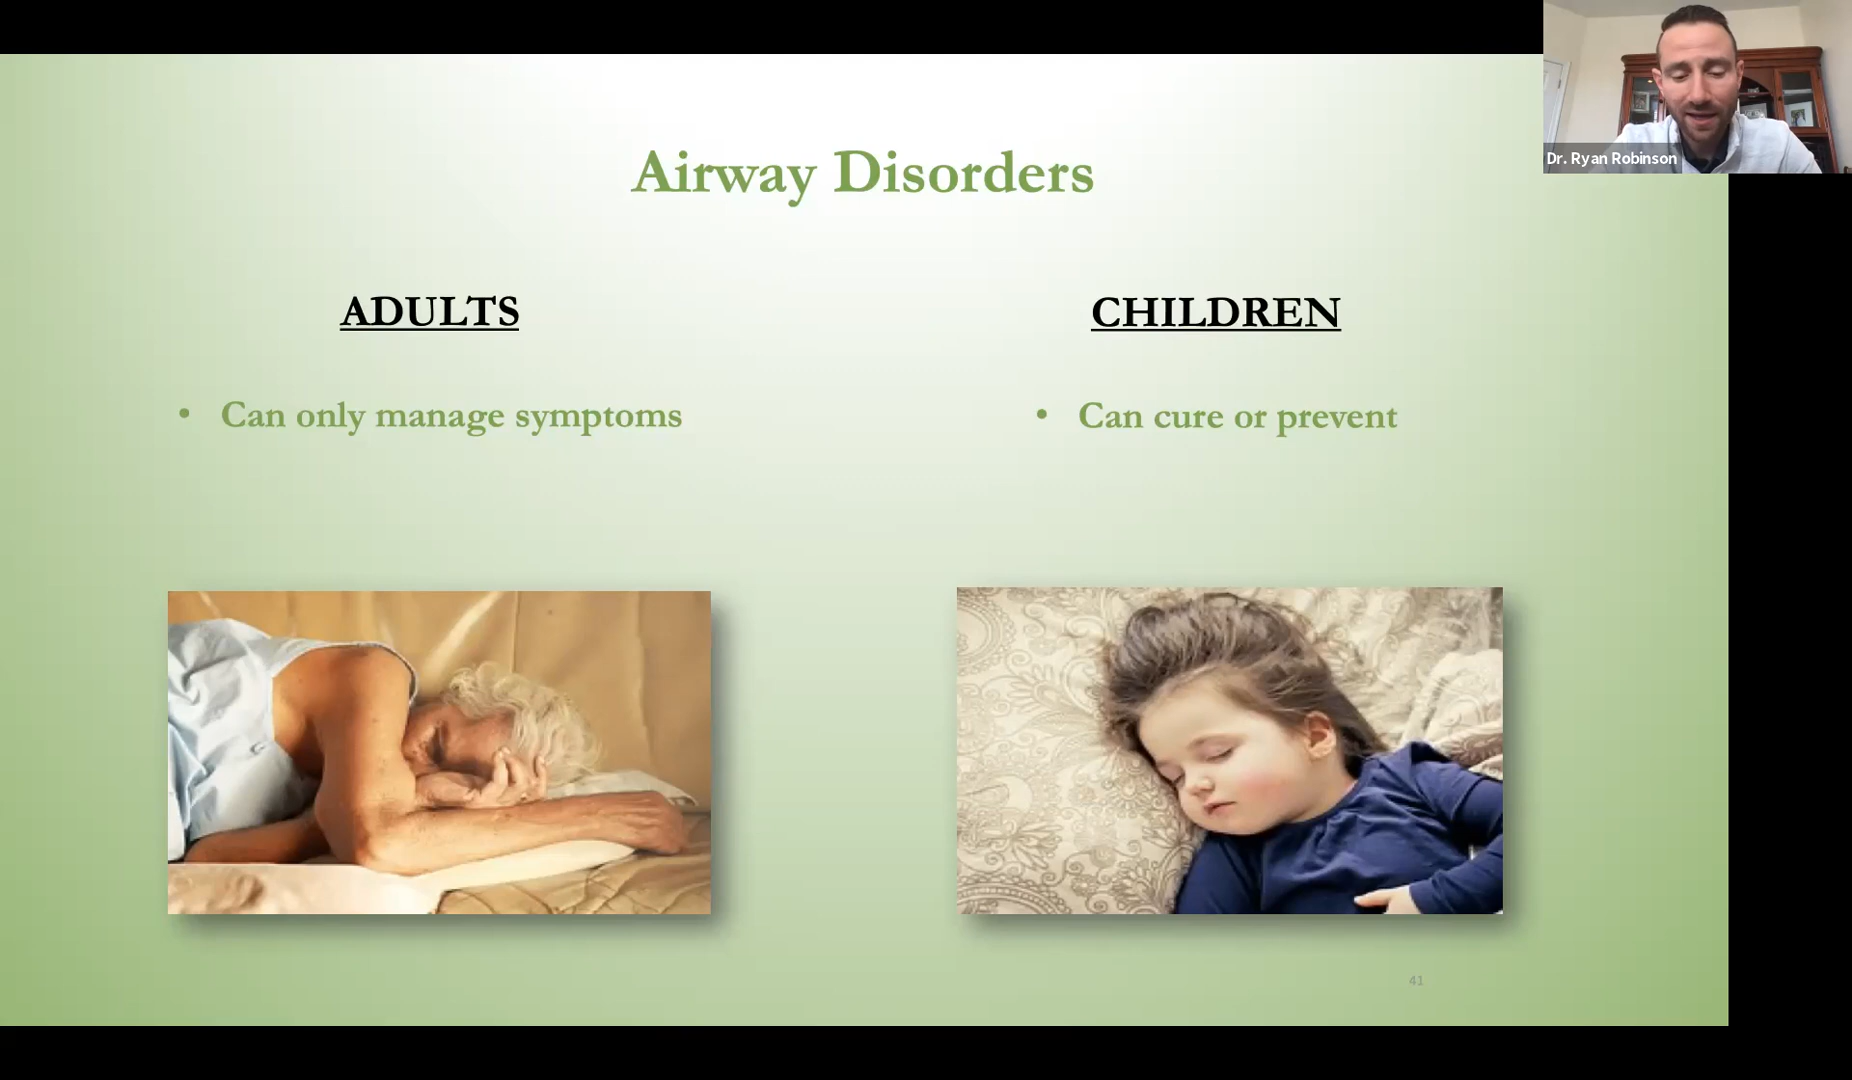 Dr. Ryan Robinson
Airway Disorders
ADULTS
CHILDREN
• Can only manage symptoms
• Can cure or prevent
41